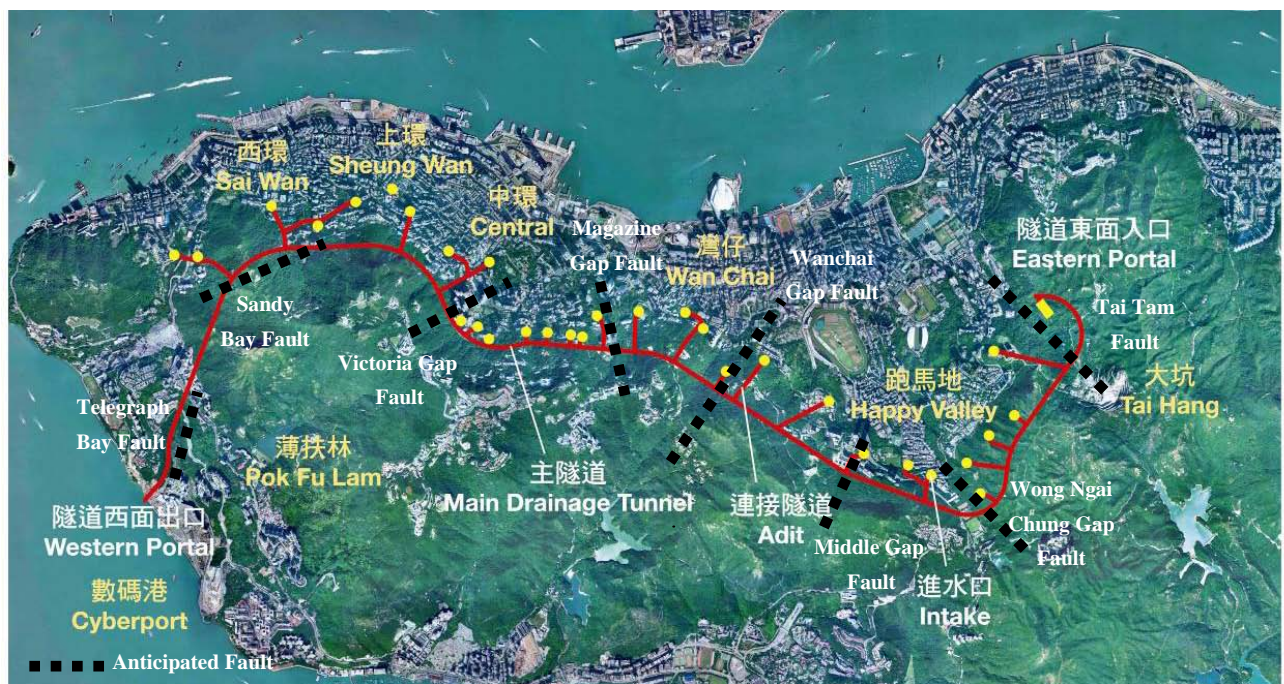 上環
Sheung Wan
西環
Sai Wan
中環
Central
Magazine
Gap Fault
灣仔
Wan Chai
Wanchai
Gap Fault
隧道東面入口
Eastern Portal
Tai Tam
Fault
Sandy
Bay Fault
Victoria Gap
Fault
跑馬地
Happy Valley
大坑
Tai Hang
Telegraph
Bay Fault
薄扶林
Pok Fu Lam
主隧道
Main Drainage Tunnel
連接隧道
Adit
Wong Ngai
Chung Gap
Fault
隧道西面出口
Western Portal
Middle Gap
Fault
進水口
Intake
數碼港
Cyberport
Anticipated Fault